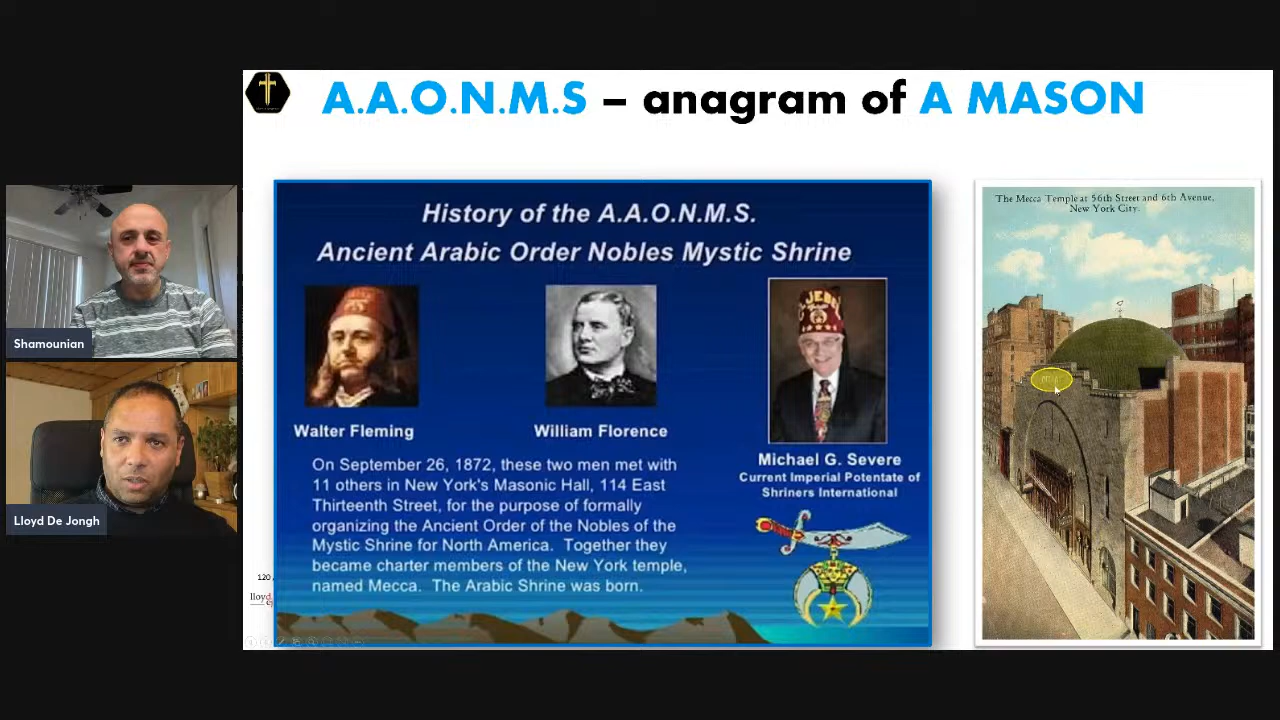 A.A.O.N.M.S – anagram of A MASON
History of the A.A.O.N.M.S.
Ancient Arabic Order Nobles Mystic Shrine
Walter Fleming
William Florence
On September 26, 1872, these two men met with
11 others in New York's Masonic Hall, 114 East
Thirteenth Street, for the purpose of formally
organizing the Ancient Order of the Nobles of the
Mystic Shrine for North America. Together they
became charter members of the New York temple,
named Mecca. The Arabic Shrine was born.
Michael G. Severe
Current Imperial Potentate of
Shriners International
The Mecca Temple at 56th Street and 6th Avenue,
New York City.
Shamounian
Lloyd De Jongh
120
lloyd